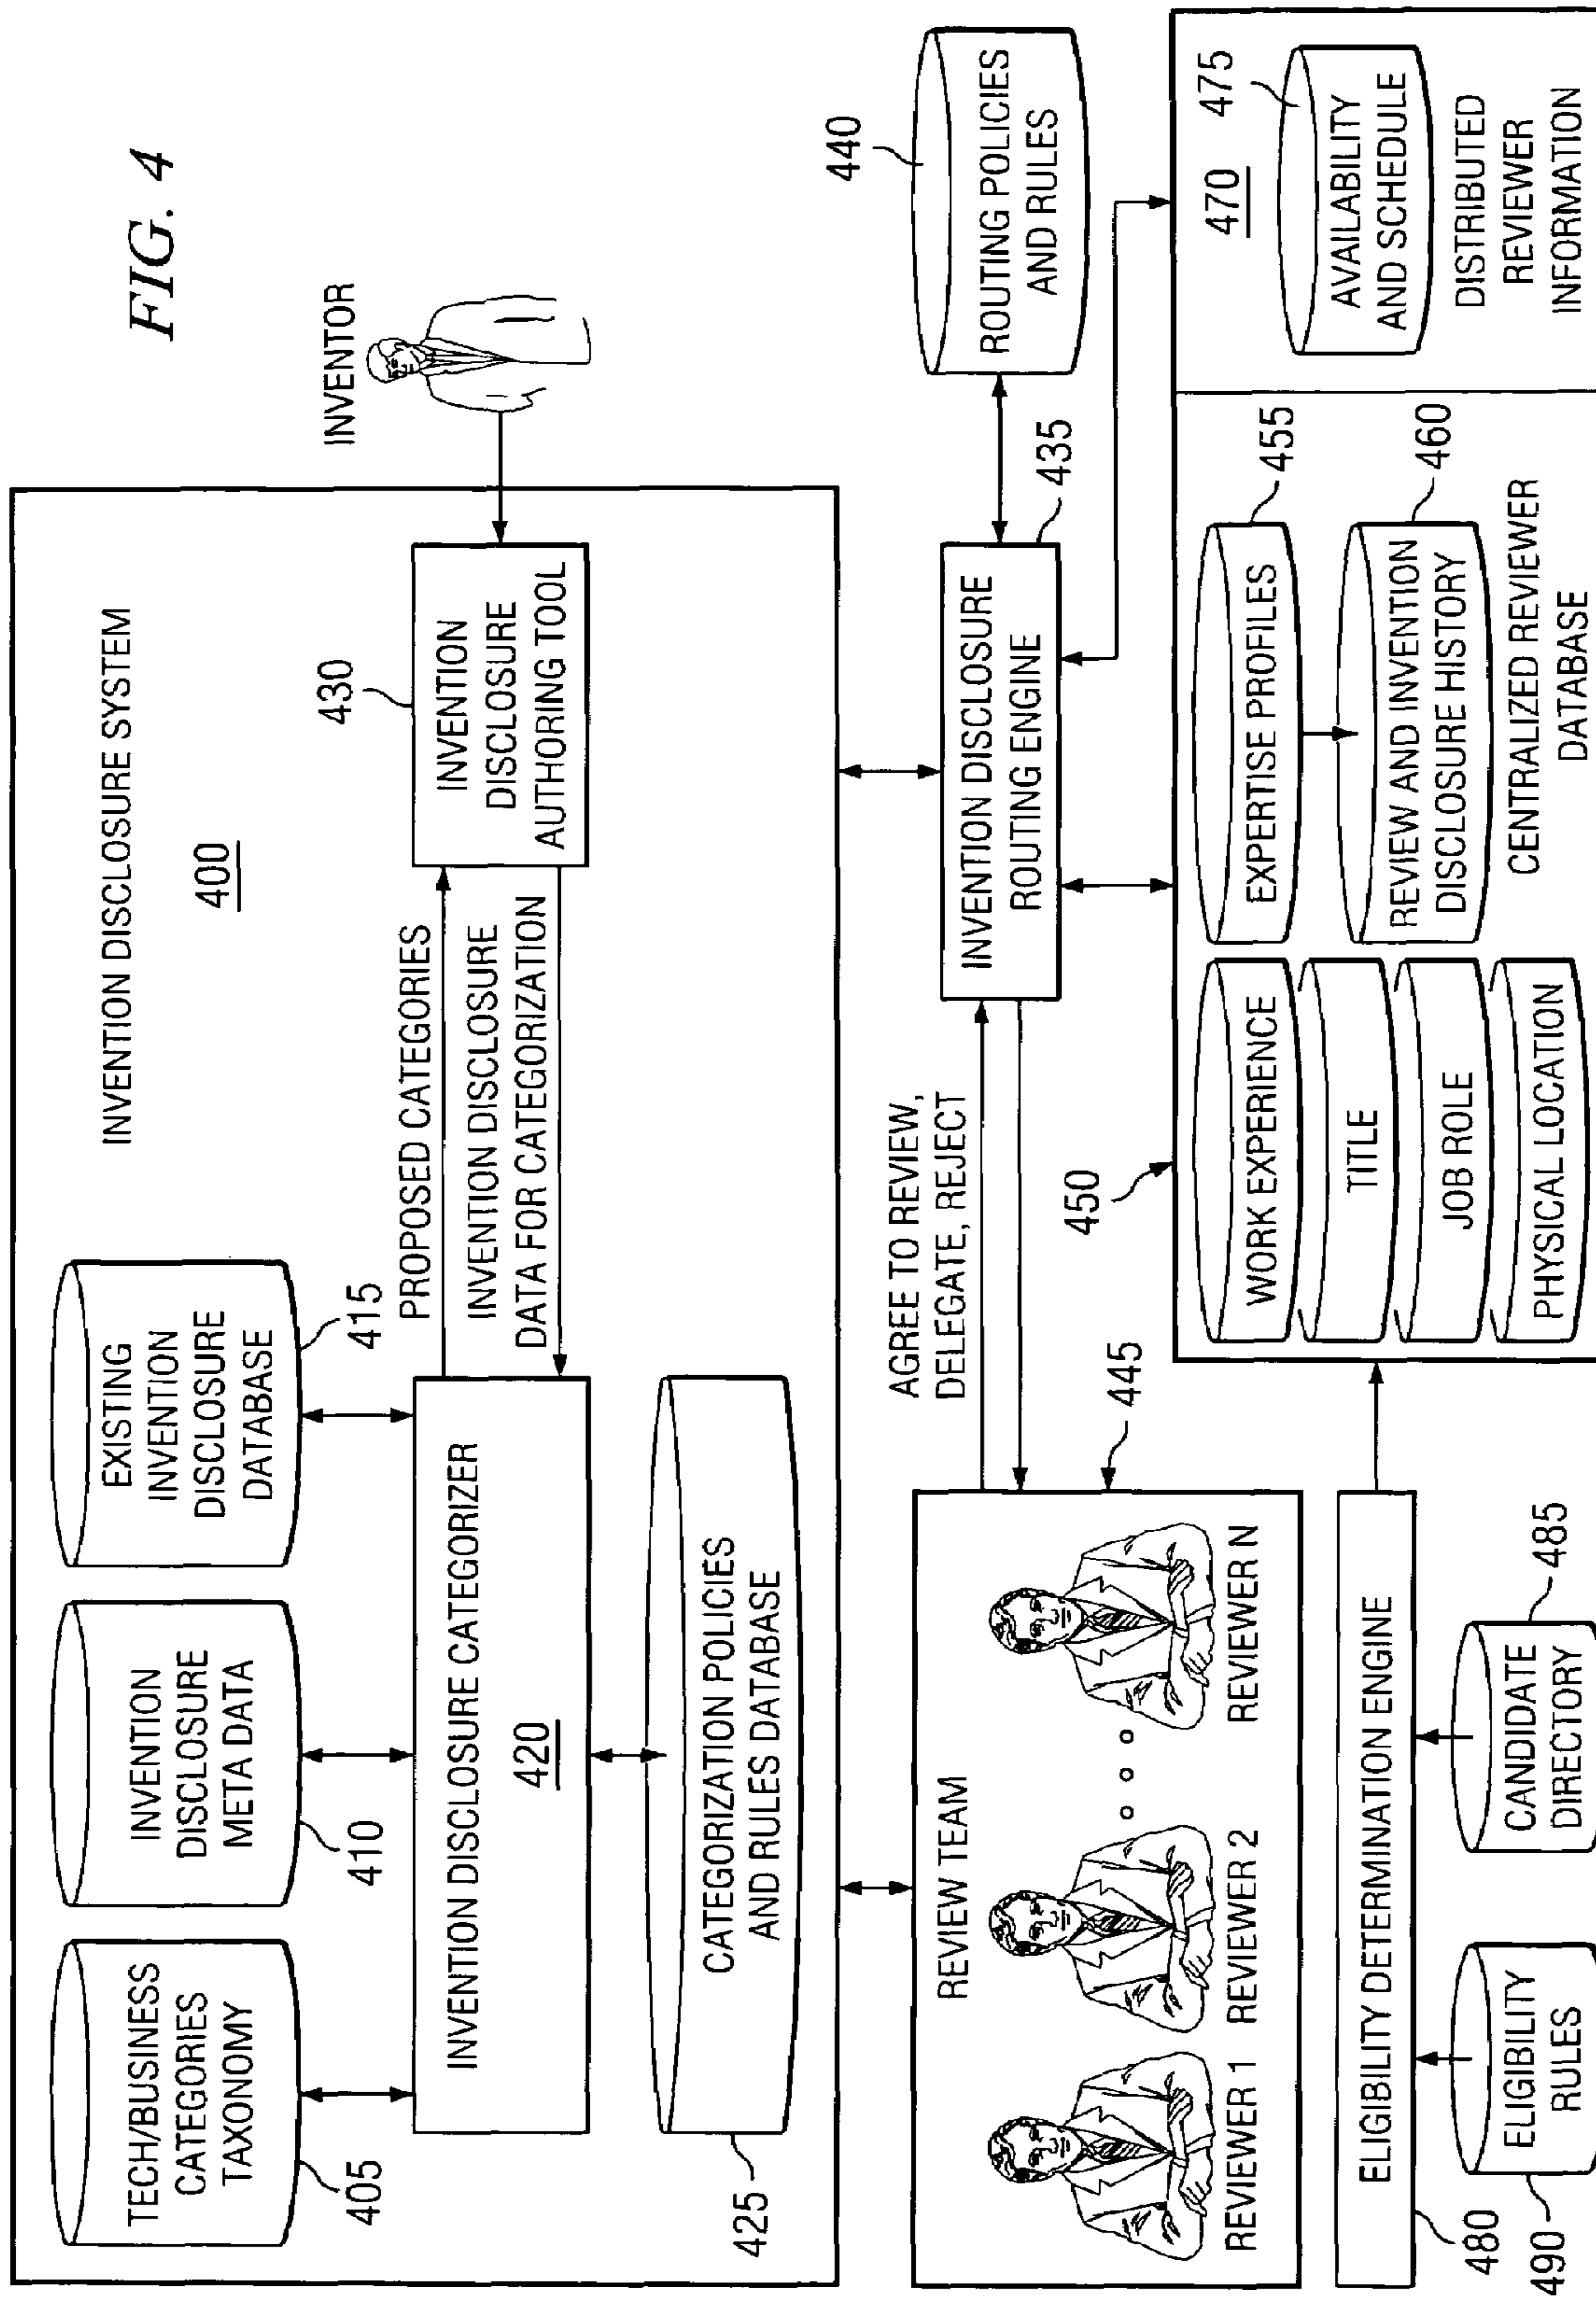 FIG. 4
INVENTION DISCLOSURE SYSTEM
400
TECH/BUSINESS
CATEGORIES
TAXONOMY
405
INVENTION
DISCLOSURE
META DATA
410
EXISTING
INVENTION
DISCLOSURE
DATABASE
415
INVENTION DISCLOSURE CATEGORIZER
420
CATEGORIZATION POLICIES
AND RULES DATABASE
425
PROPOSED CATEGORIES
INVENTION DISCLOSURE
DATA FOR CATEGORIZATION
430
INVENTION
DISCLOSURE
AUTHORING TOOL
INVENTOR
REVIEW TEAM
REVIEWER 1
REVIEWER 2
REVIEWER N
445
AGREE TO REVIEW,
DELEGATE, REJECT
INVENTION DISCLOSURE
ROUTING ENGINE
435
440
ROUTING POLICIES
AND RULES
ELIGIBILITY DETERMINATION ENGINE
480
ELIGIBILITY
RULES
490
CANDIDATE
DIRECTORY
485
450
WORK EXPERIENCE
TITLE
JOB ROLE
PHYSICAL LOCATION
EXPERTISE PROFILES
455
REVIEW AND INVENTION
DISCLOSURE HISTORY
460
CENTRALIZED REVIEWER
DATABASE
470
475
AVAILABILITY
AND SCHEDULE
DISTRIBUTED
REVIEWER
INFORMATION